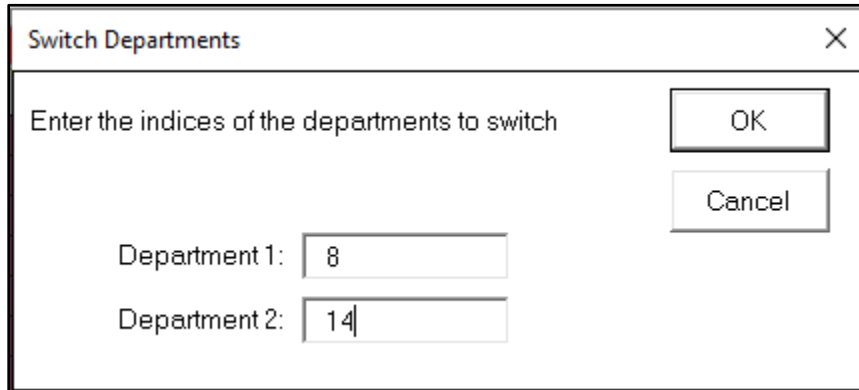 Switch Departments
Enter the indices of the departments to switch
OK
Cancel
Department 1: 8
Department 2: 14